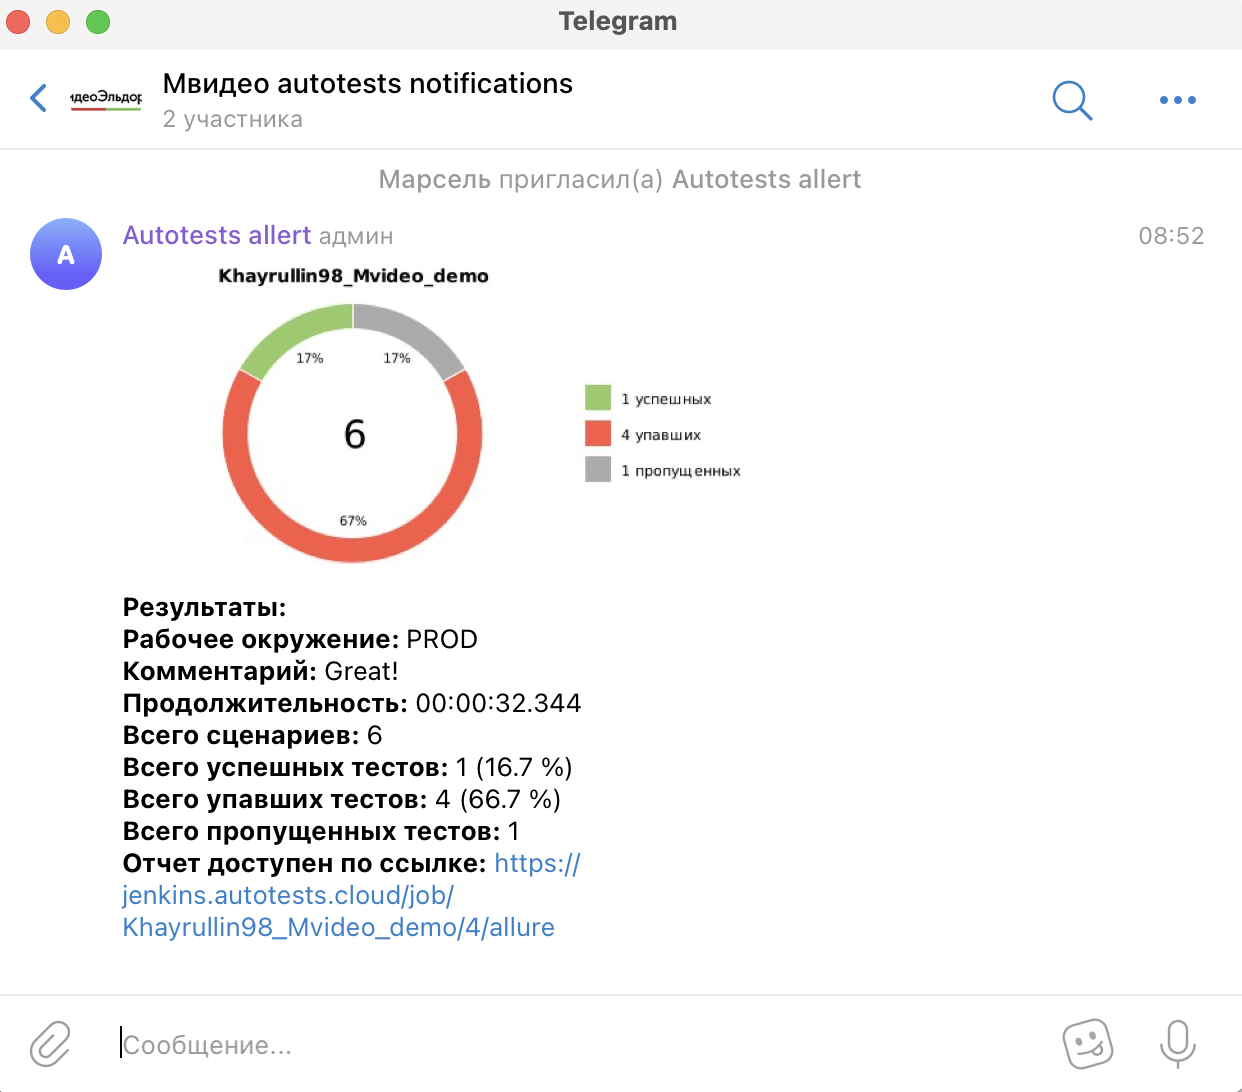 Telegram
Мвидео autotests notifications
2 участника
идеоЭльдор
Марсель пригласил(а) Autotests allert
A
Autotests allert админ
08:52
Khayrullin98_Mvideo_demo
17%
17%
6
67%
1 успешных
4 упавших
1 пропущенных
Результаты:
Рабочее окружение: PROD
Комментарий: Great!
Продолжительность: 00:00:32.344
Всего сценариев: 6
Всего успешных тестов: 1 (16.7 %)
Всего упавших тестов: 4 (66.7 %)
Всего пропущенных тестов: 1
Отчет доступен по ссылке: https://
jenkins.autotests.cloud/job/
Khayrullin98_Mvideo_demo/4/allure
Сообщение...